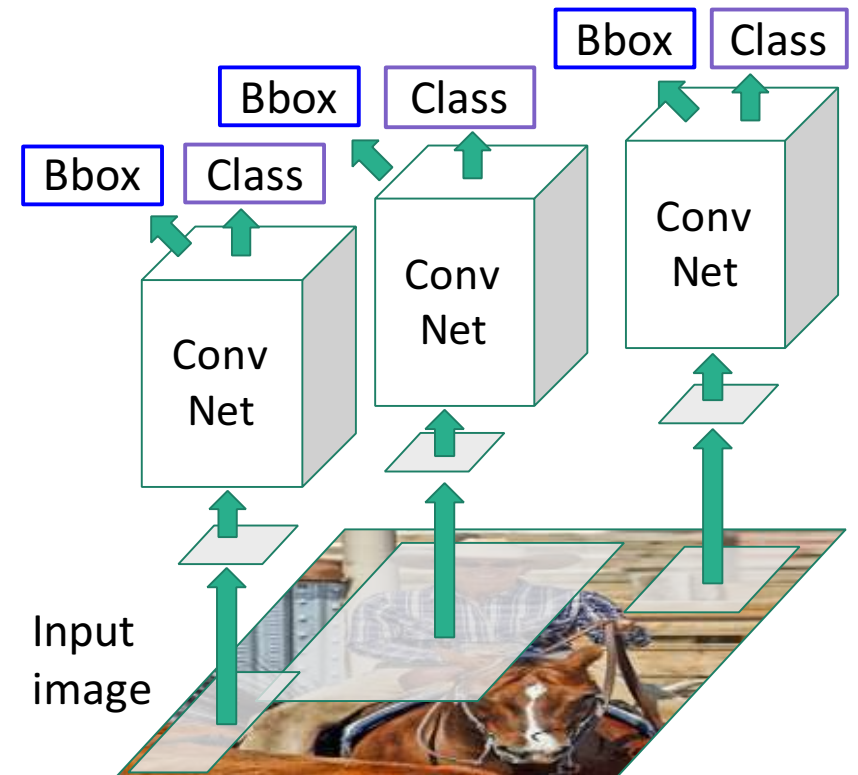 Bbox Class
Bbox Class
Bbox Class
Conv
Net
Conv
Net
Conv
Net
Input
image